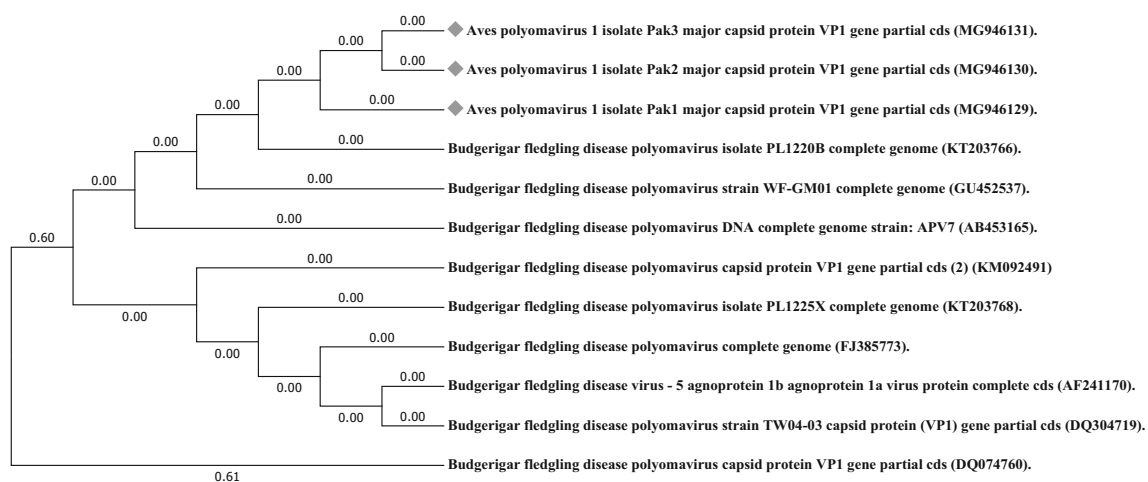 0.00
0.00 Aves polyomavirus 1 isolate Pak3 major capsid protein VP1 gene partial cds (MG946131).
0.00
0.00 Aves polyomavirus 1 isolate Pak2 major capsid protein VP1 gene partial cds (MG946130).
0.00
0.00 Aves polyomavirus 1 isolate Pak1 major capsid protein VP1 gene partial cds (MG946129).
0.00
0.00 Budgerigar fledgling disease polyomavirus isolate PL1220B complete genome (KT203766).
0.00
0.00 Budgerigar fledgling disease polyomavirus strain WF-GM01 complete genome (GU452537).
0.00 Budgerigar fledgling disease polyomavirus DNA complete genome strain: APV7 (AB453165).
0.60
0.00 Budgerigar fledgling disease polyomavirus capsid protein VP1 gene partial cds (2) (KM092491)
0.00
0.00 Budgerigar fledgling disease polyomavirus isolate PL1225X complete genome (KT203768).
0.00
0.00 Budgerigar fledgling disease polyomavirus complete genome (FJ385773).
0.00
0.00 Budgerigar fledgling disease virus - 5 agnoprotein 1b agnoprotein 1a virus protein complete cds (AF241170).
0.00
0.00 Budgerigar fledgling disease polyomavirus strain TW04-03 capsid protein (VP1) gene partial cds (DQ304719).
Budgerigar fledgling disease polyomavirus capsid protein VP1 gene partial cds (DQ074760).
0.61